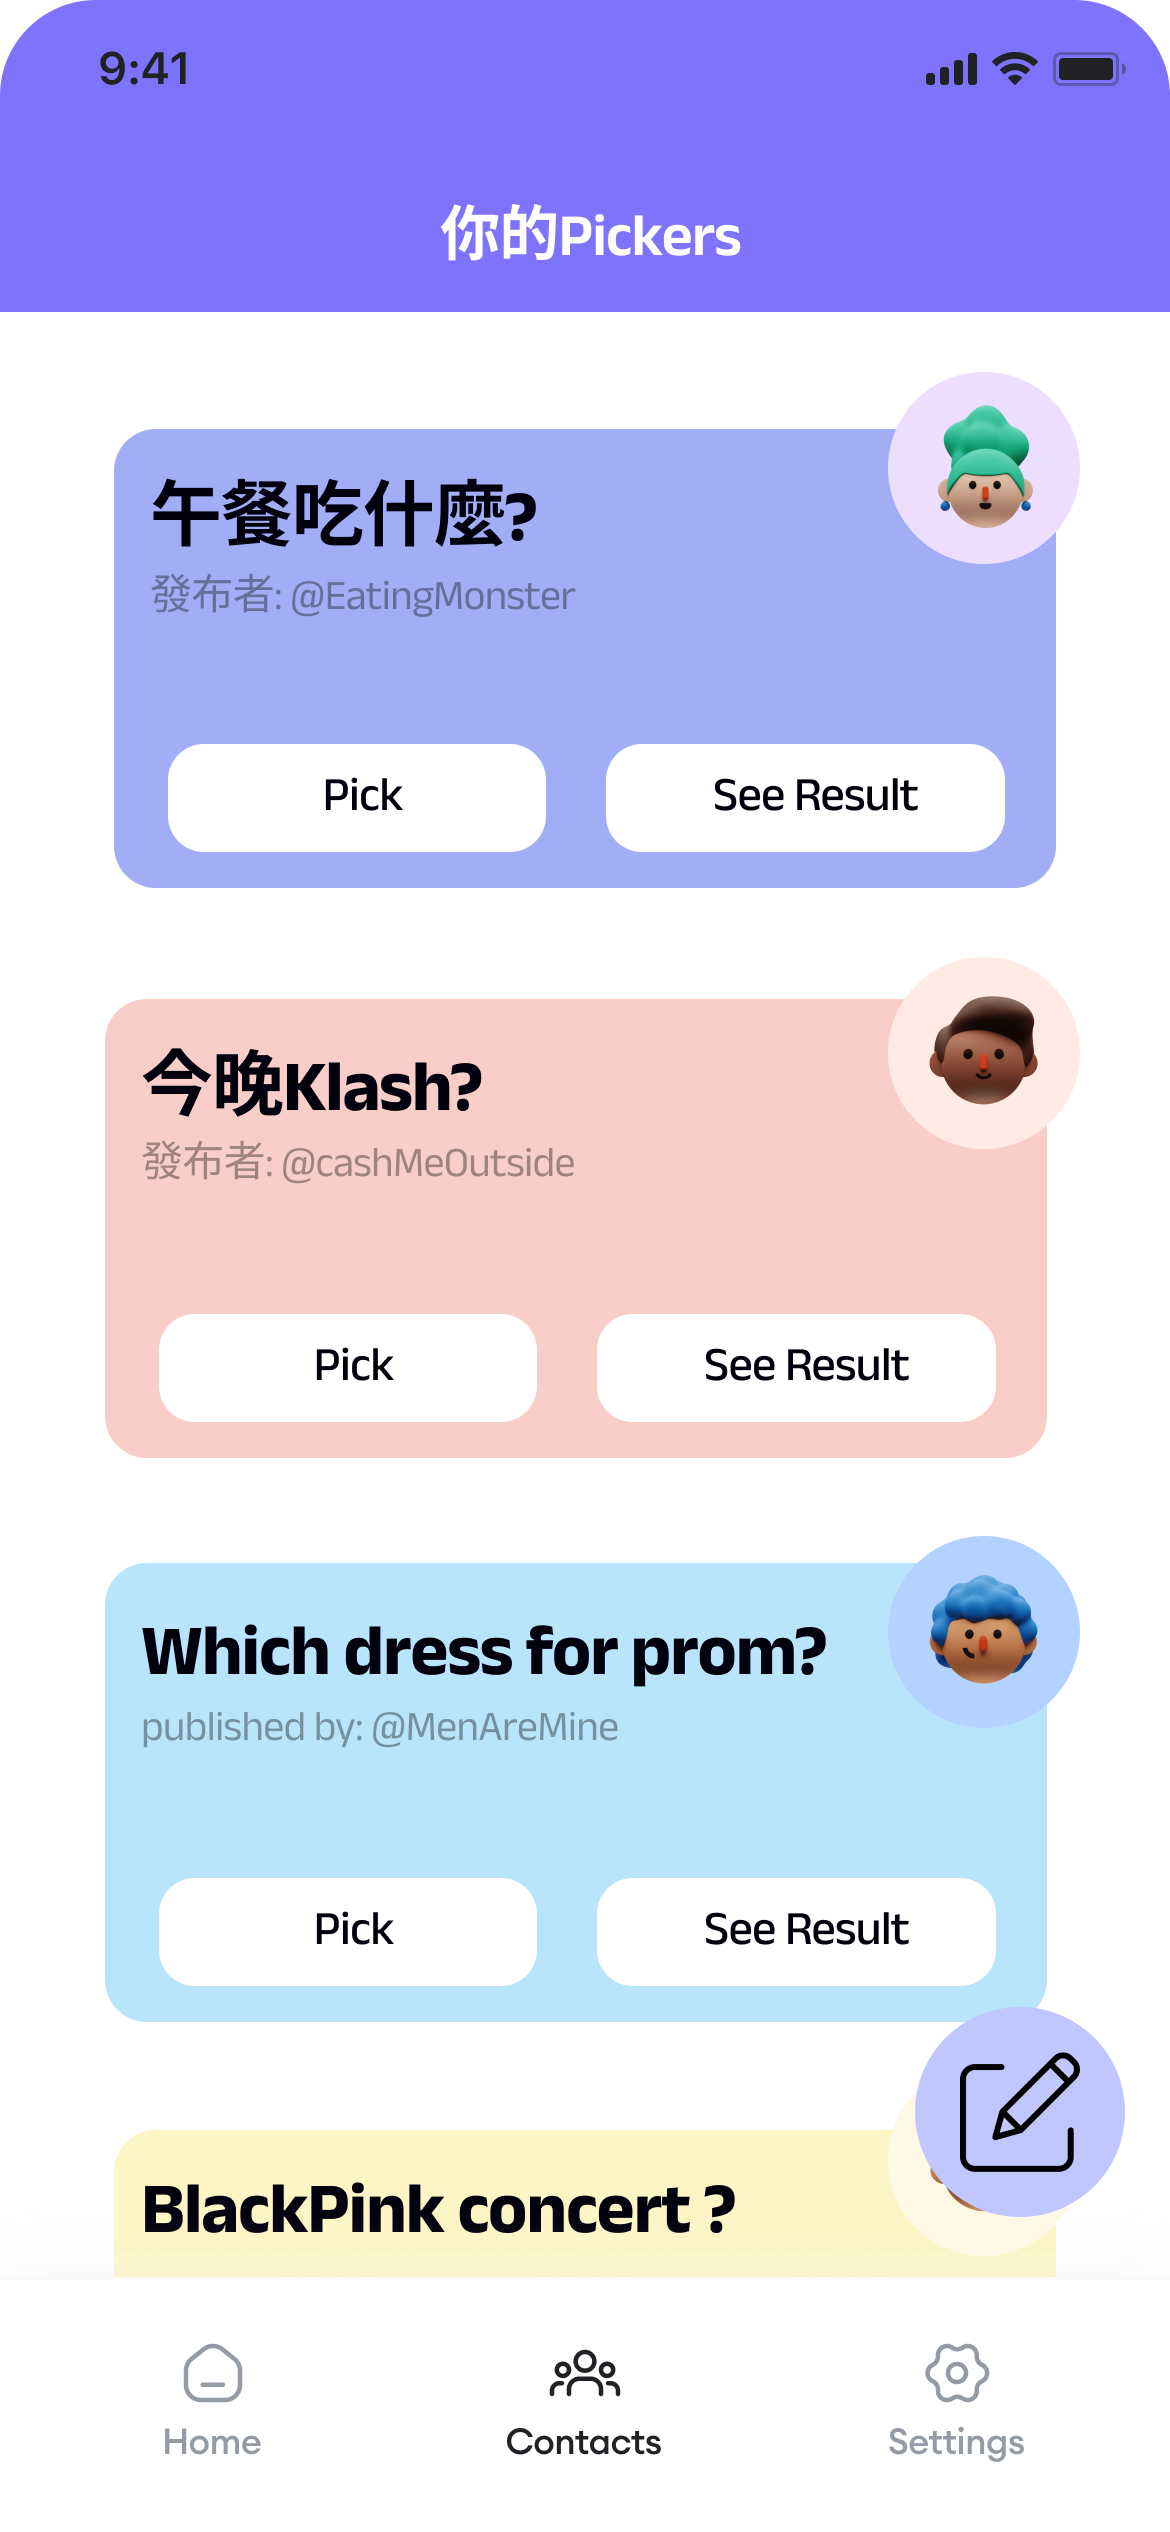 9:41
你的Pickers
午餐吃什麼?
發布者: @EatingMonster
Pick
See Result
今晚Klash?
發布者: @cashMeOutside
Pick
See Result
Which dress for prom?
published by: @MenAreMine
Pick
See Result
BlackPink concert ?
Home
Contacts
Settings